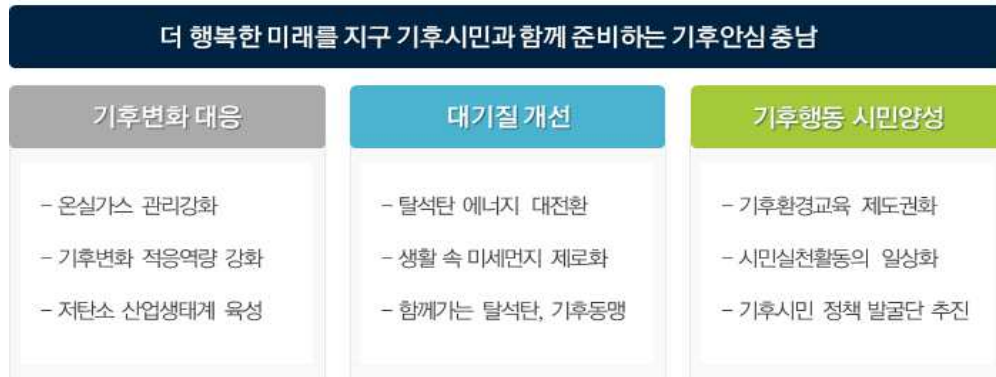 더 행복한 미래를 지구 기후시민과 함께 준비하는 기후안심 충남
기후변화 대응
- 온실가스 관리강화
- 기후변화 적응역량 강화
- 저탄소 산업생태계 육성
대기질 개선
- 탈석탄 에너지 대전환
- 생활 속 미세먼지 제로화
- 함께가는 탈석탄, 기후동맹
기후행동 시민양성
- 기후환경교육 제도권화
- 시민실천활동의 일상화
- 기후시민 정책 발굴단 추진